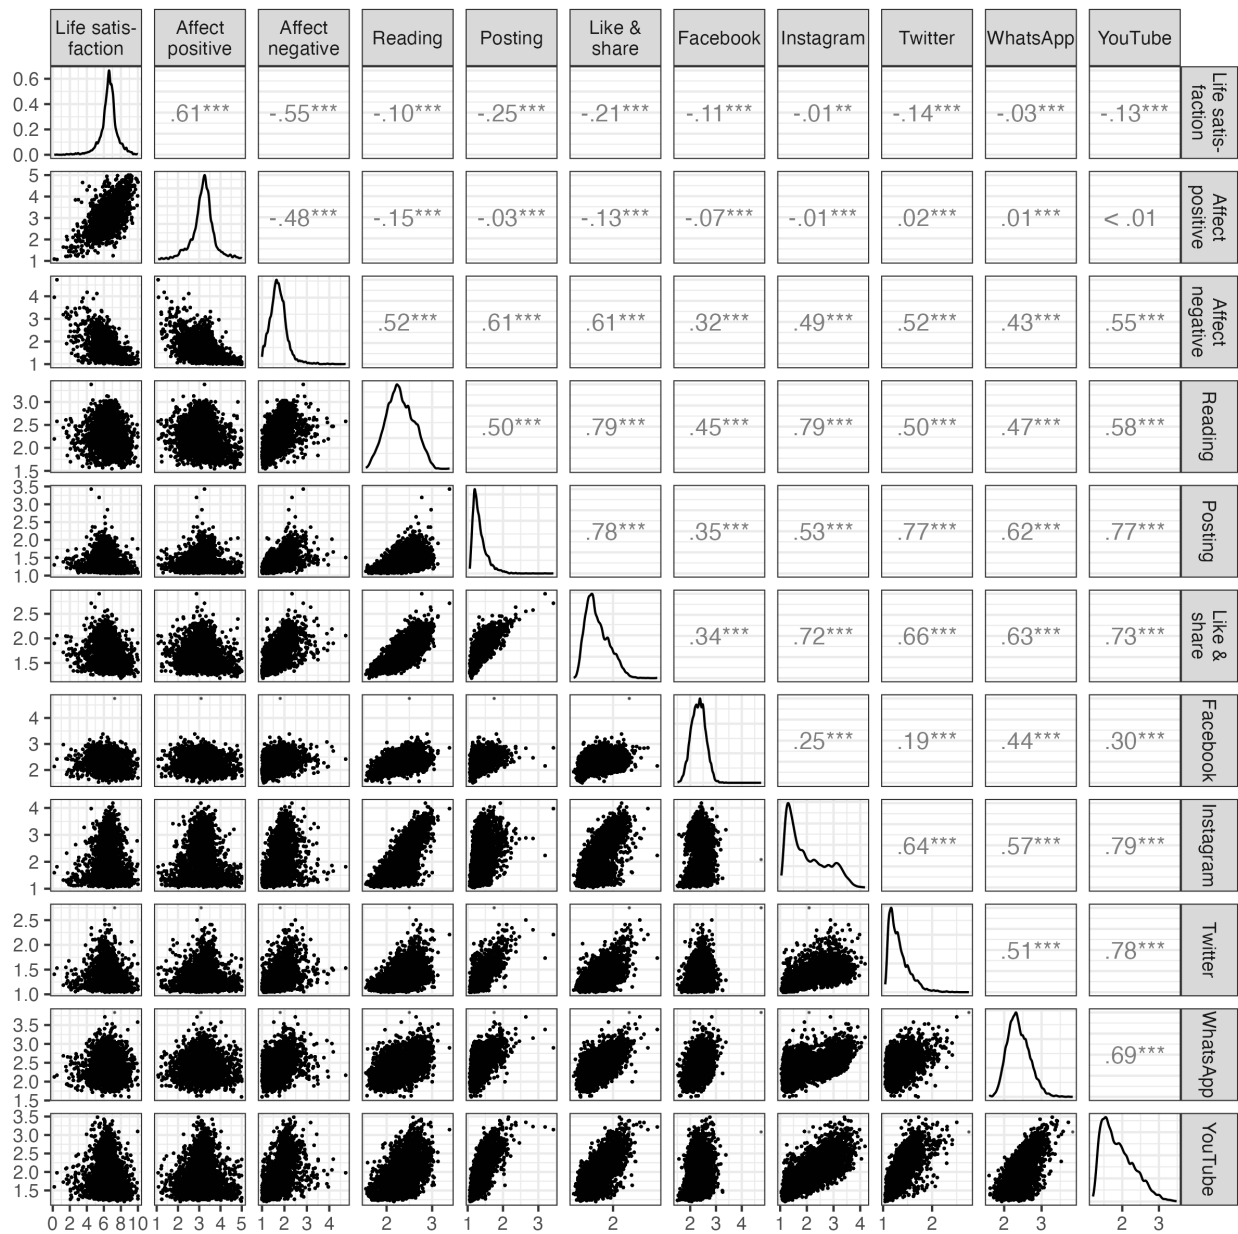 Life satis-
faction
Affect
positive
Affect
negative
Reading
Posting
Like &
share
Facebook
Instagram
Twitter
WhatsApp
YouTube
0.6
0.4
0.2
0.0
.61***
-.55***
-.10***
-.25***
-.21***
-.11***
-.01**
-.14***
-.03***
-.13***
Life satis-
faction
5
4
3
2
1
-.48***
-.15***
-.03***
-.13***
-.07***
-.01***
.02***
.01***
< .01
Affect
positive
4
3
2
1
.52***
.61***
.61***
.32***
.49***
.52***
.43***
.55***
Affect
negative
3.0
2.5
2.0
1.5
.50***
.79***
.45***
.79***
.50***
.47***
.58***
Reading
3.5
3.0
2.5
2.0
1.5
1.0
.78***
.35***
.53***
.77***
.62***
.77***
Posting
2.5
2.0
1.5
.34***
.72***
.66***
.63***
.73***
Like &
share
4
3
2
.25***
.19***
.44***
.30***
Facebook
4
3
2
1
.64***
.57***
.79***
Instagram
2.5
2.0
1.5
1.0
.51***
.78***
Twitter
3.5
3.0
2.5
2.0
1.5
.69***
WhatsApp
3.5
3.0
2.5
2.0
1.5
YouTube
0 2 4 6 8 10
1 2 3 4 5
1 2 3 4
2 3
1 2 3
2
2 3 4
1 2 3 4
1 2
2 3
2 3